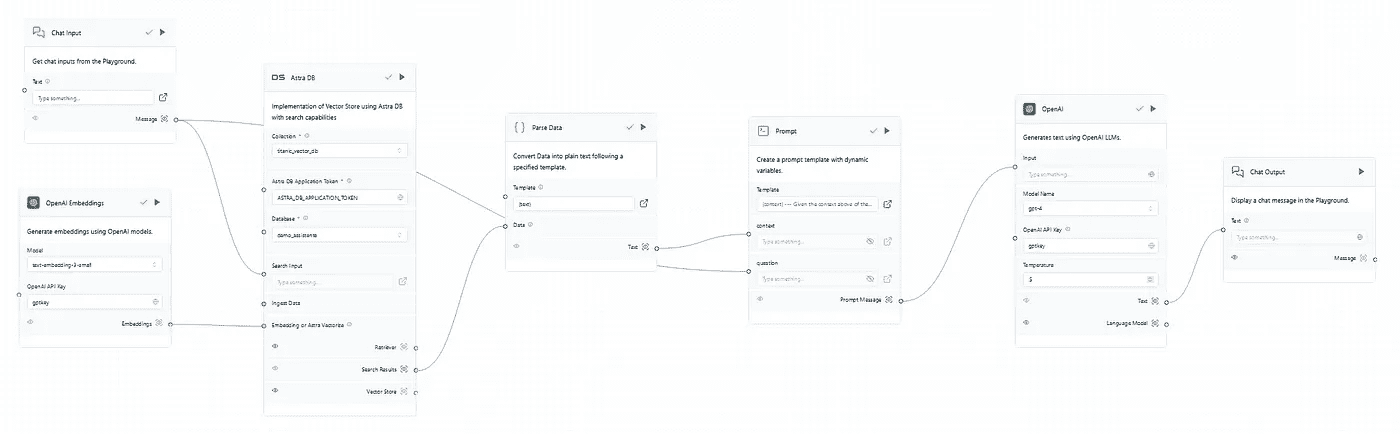 Chat Input
Get chat inputs from the Playground.
Text
Type something...
Message
OpenAI Embeddings
Generate embeddings using OpenAI models.
Model
text-embedding-3-small
OpenAI API Key
gptkey
Embeddings
DS Astra DB
Implementation of Vector Store using Astra DB
with search capabilities
Collection *
titanic_vector_db
Astra DB Application Token *
ASTRA_DB_APPLICATION_TOKEN
Database *
demo_assistente
Search Input
Type something...
Ingest Data
Embedding or Astra Vectorize
Retriever
Search Results
Vector Store
Parse Data
Convert Data into plain text following a
specified template.
Template
{text}
Data
Text
Prompt
Create a prompt template with dynamic
variables.
Template
{context} --- Given the context above of the...
context
Type something...
question
Type something...
Prompt Message
OpenAI
Generates text using OpenAI LLMs.
Input
Type something...
Model Name
gpt-4
OpenAI API Key
gptkey
Temperature
Text
Language Model
Chat Output
Display a chat message in the Playground.
Text
Type something...
Message